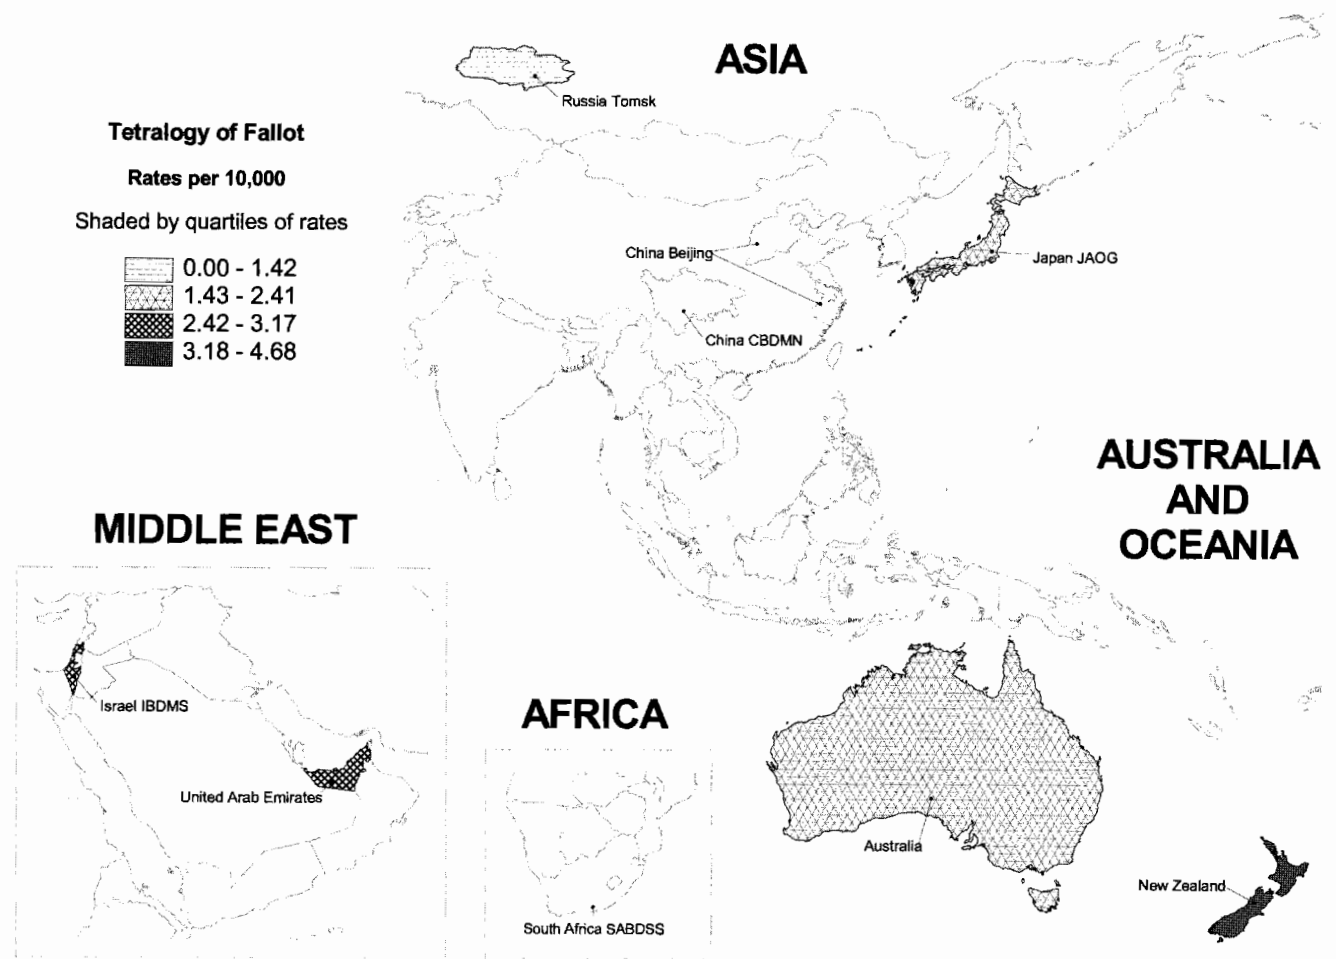 ASIA
Russia Tomsk
Tetralogy of Fallot
Rates per 10,000
Shaded by quartiles of rates
0.00 - 1.42
1.43 - 2.41
2.42 - 3.17
3.18 - 4.68
China Beijing
Japan JAOG
China CBDMN
AUSTRALIA
AND
OCEANIA
MIDDLE EAST
Israel IBDMS
United Arab Emirates
AFRICA
South Africa SABDSS
Australia
New Zealand